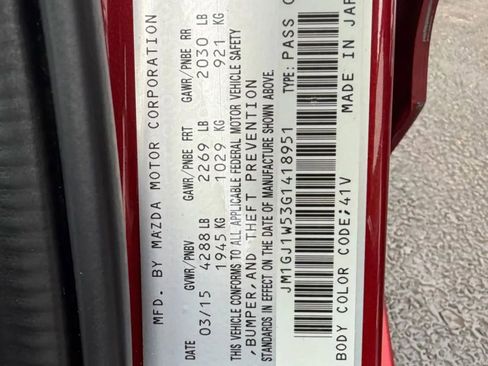 MFD. BY MAZDA MOTOR CORPORATION
GVWR/PNBV GAWR/PNBE FRT GAWR/PNBE RR
DATE 03/15 4288 LB 2269 LB 2030 LB
1945 KG 1029 KG 921 KG
THIS VEHICLE CONFORMS TO ALL APPLICABLE FEDERAL MOTOR VEHICLE SAFETY
,BUMPER, AND THEFT PREVENTION
STANDARDS IN EFFECT ON THE DATE OF MANUFACTURE SHOWN ABOVE.
JM1GJ1W53G1418951 TYPE: PASS
BODY COLOR CODE:41V MADE IN